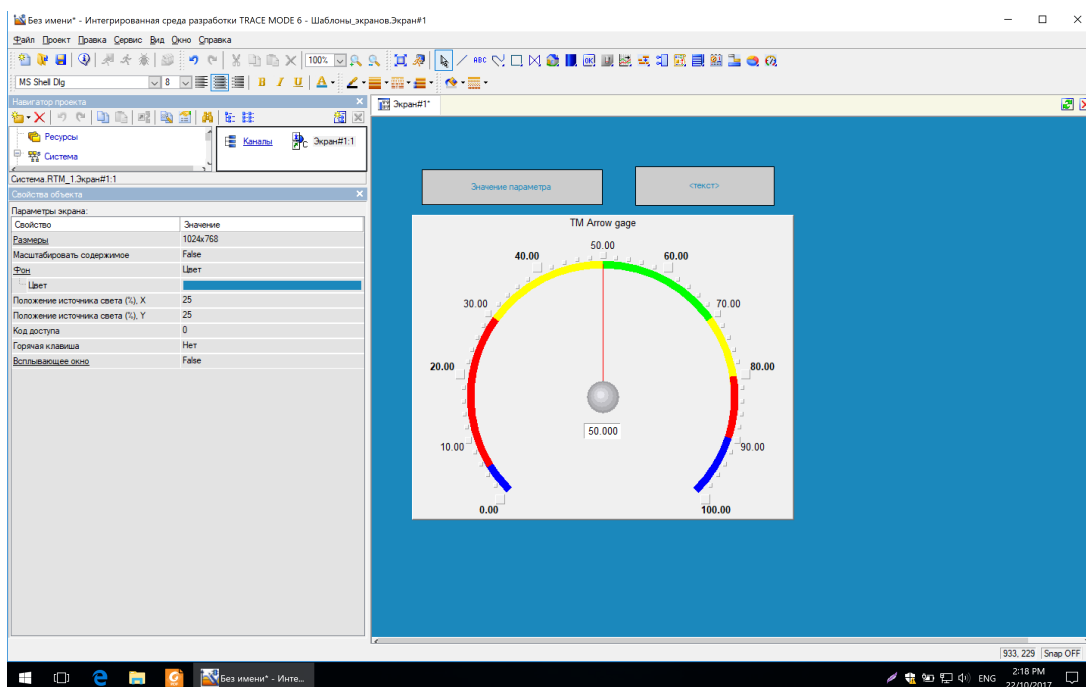 Без имени* - Интегрированная среда разработки TRACE MODE 6 - Шаблоны_экранов.Экран#1
Файл Проект Правка Сервис Вид Окно Справка
100%
ABC
OK
MS Shell Dlg 8 B I U A
Навигатор проекта
Экран#1*
Ресурсы
Система
Каналы Экран#1:1
Система.RTM_1.Экран#1:1
Свойства объекта
Параметры экрана:
Свойство Значение
Размеры 1024x768
Масштабировать содержимое False
Фон Цвет
Цвет
Положение источника света (%), X 25
Положение источника света (%), Y 25
Код доступа 0
Горячая клавиша Нет
Всплывающее окно False
Значение параметра <текст>
TM Arrow gage
50.00
40.00 60.00
30.00 70.00
20.00 80.00
50.000
10.00 90.00
0.00 100.00
933, 229 Snap OFF
Без имени* - Инте...
ENG
2:18 PM
22/10/2017